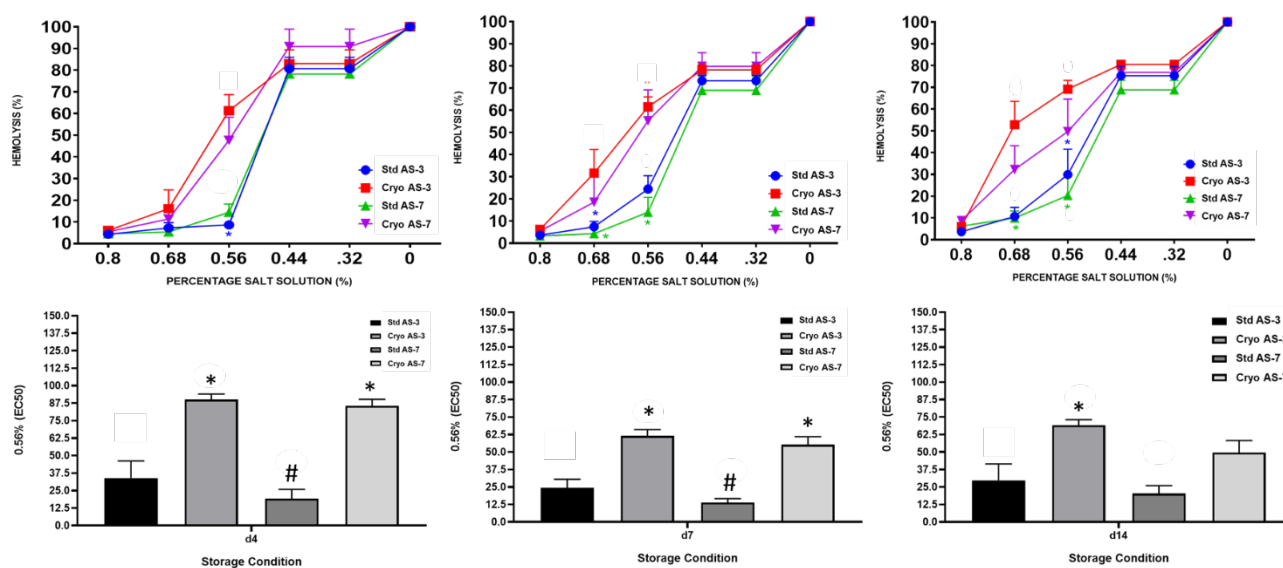 100
90
80
70
60
50
40
30
20
10
0
HEMOLYSIS (%)
*
Std AS-3
Cryo AS-3
Std AS-7
Cryo AS-7
0.8 0.68 0.56 0.44 .32 0
PERCENTAGE SALT SOLUTION (%)
100
90
80
70
60
50
40
30
20
10
0
HEMOLYSIS (%)
* * *
Std AS-3
Cryo AS-3
Std AS-7
Cryo AS-7
0.8 0.68 0.56 0.44 .32 0
PERCENTAGE SALT SOLUTION (%)
100
90
80
70
60
50
40
30
20
10
0
HEMOLYSIS (%)
* * *
Std AS-3
Cryo AS-3
Std AS-7
Cryo AS-7
0.8 0.68 0.56 0.44 .32 0
PERCENTAGE SALT SOLUTION (%)
150.0
137.5
125.0
112.5
100.0
87.5
75.0
62.5
50.0
37.5
25.0
12.5
0.0
0.56% (EC50)
Std AS-3
Cryo AS-3
Std AS-7
Cryo AS-7
* # *
d4
Storage Condition
150.0
137.5
125.0
112.5
100.0
87.5
75.0
62.5
50.0
37.5
25.0
12.5
0.0
0.56% (EC50)
Std AS-3
Cryo AS-3
Std AS-7
Cryo AS-7
* # *
d7
Storage Condition
150.0
137.5
125.0
112.5
100.0
87.5
75.0
62.5
50.0
37.5
25.0
12.5
0.0
0.56% (EC50)
Std AS-3
Cryo AS-3
Std AS-7
Cryo AS-7
*
d14
Storage Condition